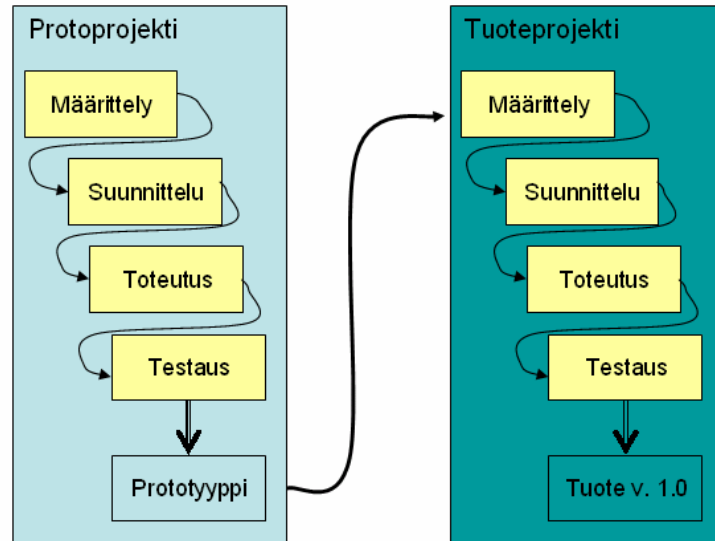 Protoprojekti
Määrittely
Suunnittelu
Toteutus
Testaus
Prototyyppi
Tuoteprojekti
Määrittely
Suunnittelu
Toteutus
Testaus
Tuote v. 1.0